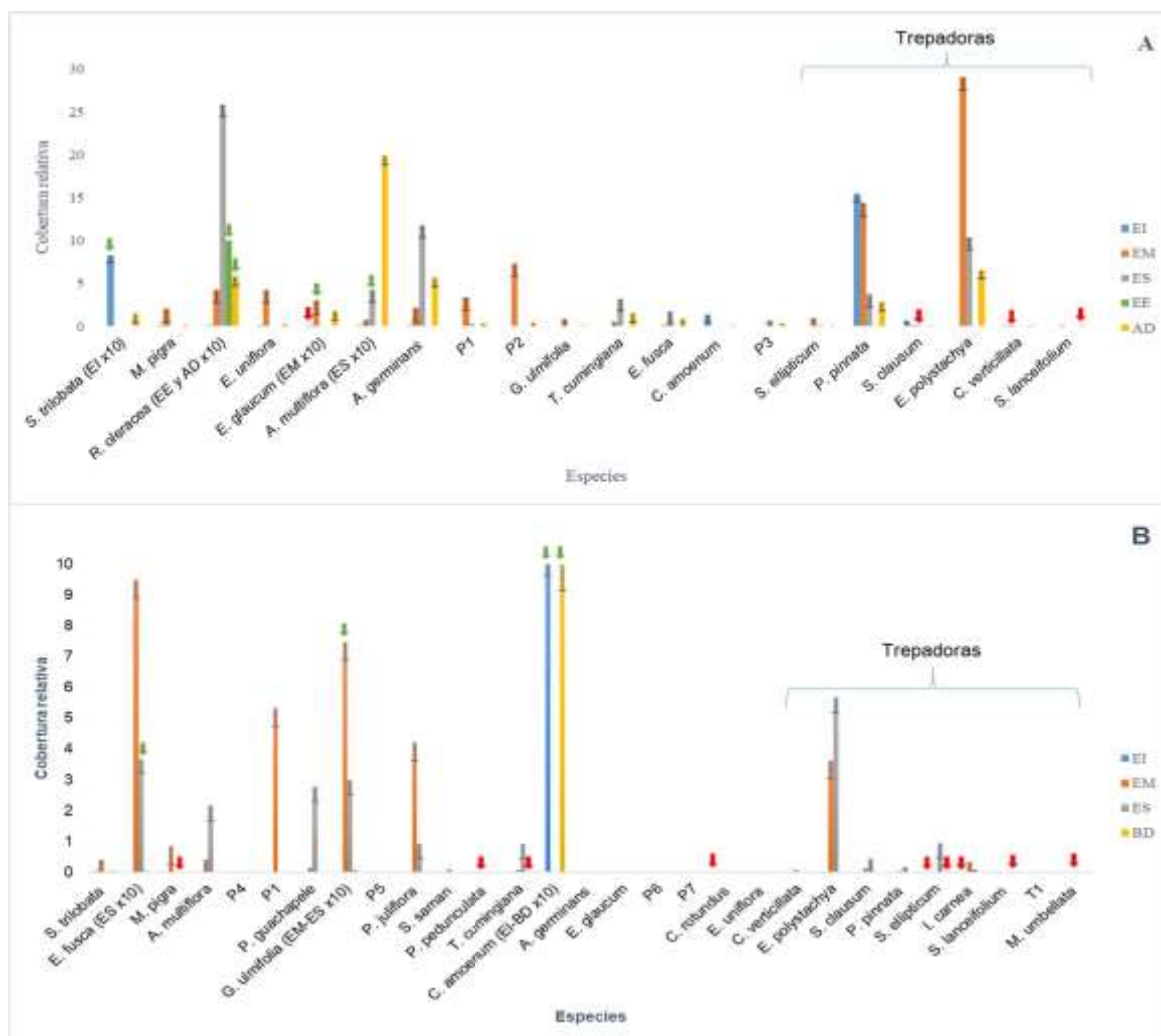 A
Trepadoras
Cobertura relativa
30
25
20
15
10
5
0
EI
EM
ES
EE
AD
S. trilobata (EI x10)
M. pigra
R. oleracea (EE y AD x10)
E. uniflora
E. glaucum (EM x10)
A. multiflora (ES x10)
A. germinans
P1
P2
G. ulmifolia
T. cumingiana
E. fusca
C. amoenum
P3
S. ellipticum
P. pinnata
S. clausum
E. polystachya
C. verticillata
S. lanceifolium
Especies
B
Trepadoras
Cobertura relativa
10
9
8
7
6
5
4
3
2
1
0
EI
EM
ES
BD
S. trilobata
E. fusca (ES x10)
M. pigra
A. multiflora
P4
P1
P. guachapele
G. ulmifolia (EM-ES x10)
P5
P. juliflora
S. saman
P. pedunculata
T. cumingiana
C. amoenum (EI-BD x10)
A. germinans
E. glaucum
P6
P7
C. rotundus
E. uniflora
C. verticillata
E. polystachya
S. clausum
P. pinnata
S. ellipticum
I. carnea
S. lanceifolium
T1
M. umbellata
Especies